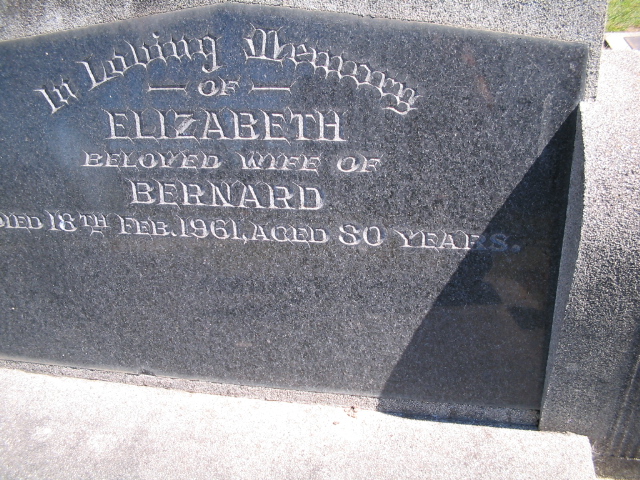 In Loving Memory
— OF —
ELIZABETH
BELOVED WIFE OF
BERNARD
DIED 18TH FEB. 1961, AGED 80 YEARS.